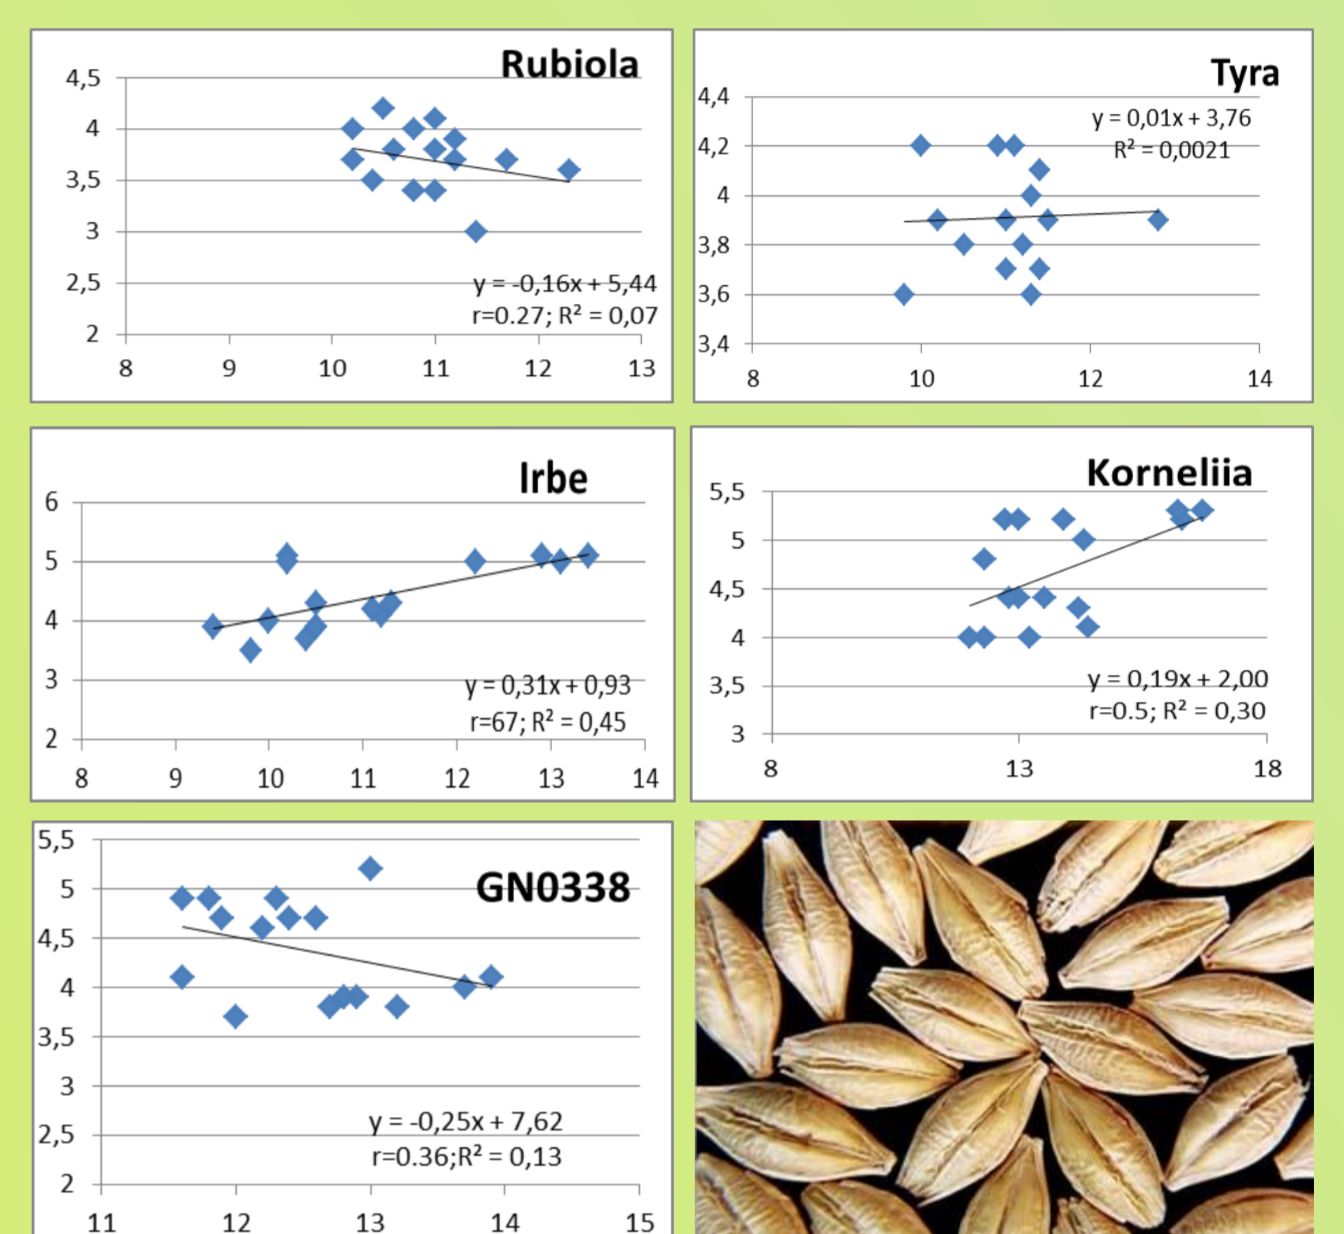 Rubiola
4,5
4
3,5
3
2,5
2
y = -0,16x + 5,44
r=0.27; R² = 0,07
8 9 10 11 12 13
Tyra
4,4
4,2
4
3,8
3,6
3,4
y = 0,01x + 3,76
R² = 0,0021
8 10 12 14
Irbe
6
5
4
3
2
y = 0,31x + 0,93
r=67; R² = 0,45
8 9 10 11 12 13 14
Korneliia
5,5
5
4,5
4
3,5
3
y = 0,19x + 2,00
r=0.5; R² = 0,30
8 13 18
GN0338
5,5
5
4,5
4
3,5
3
2,5
2
y = -0,25x + 7,62
r=0.36;R² = 0,13
11 12 13 14 15